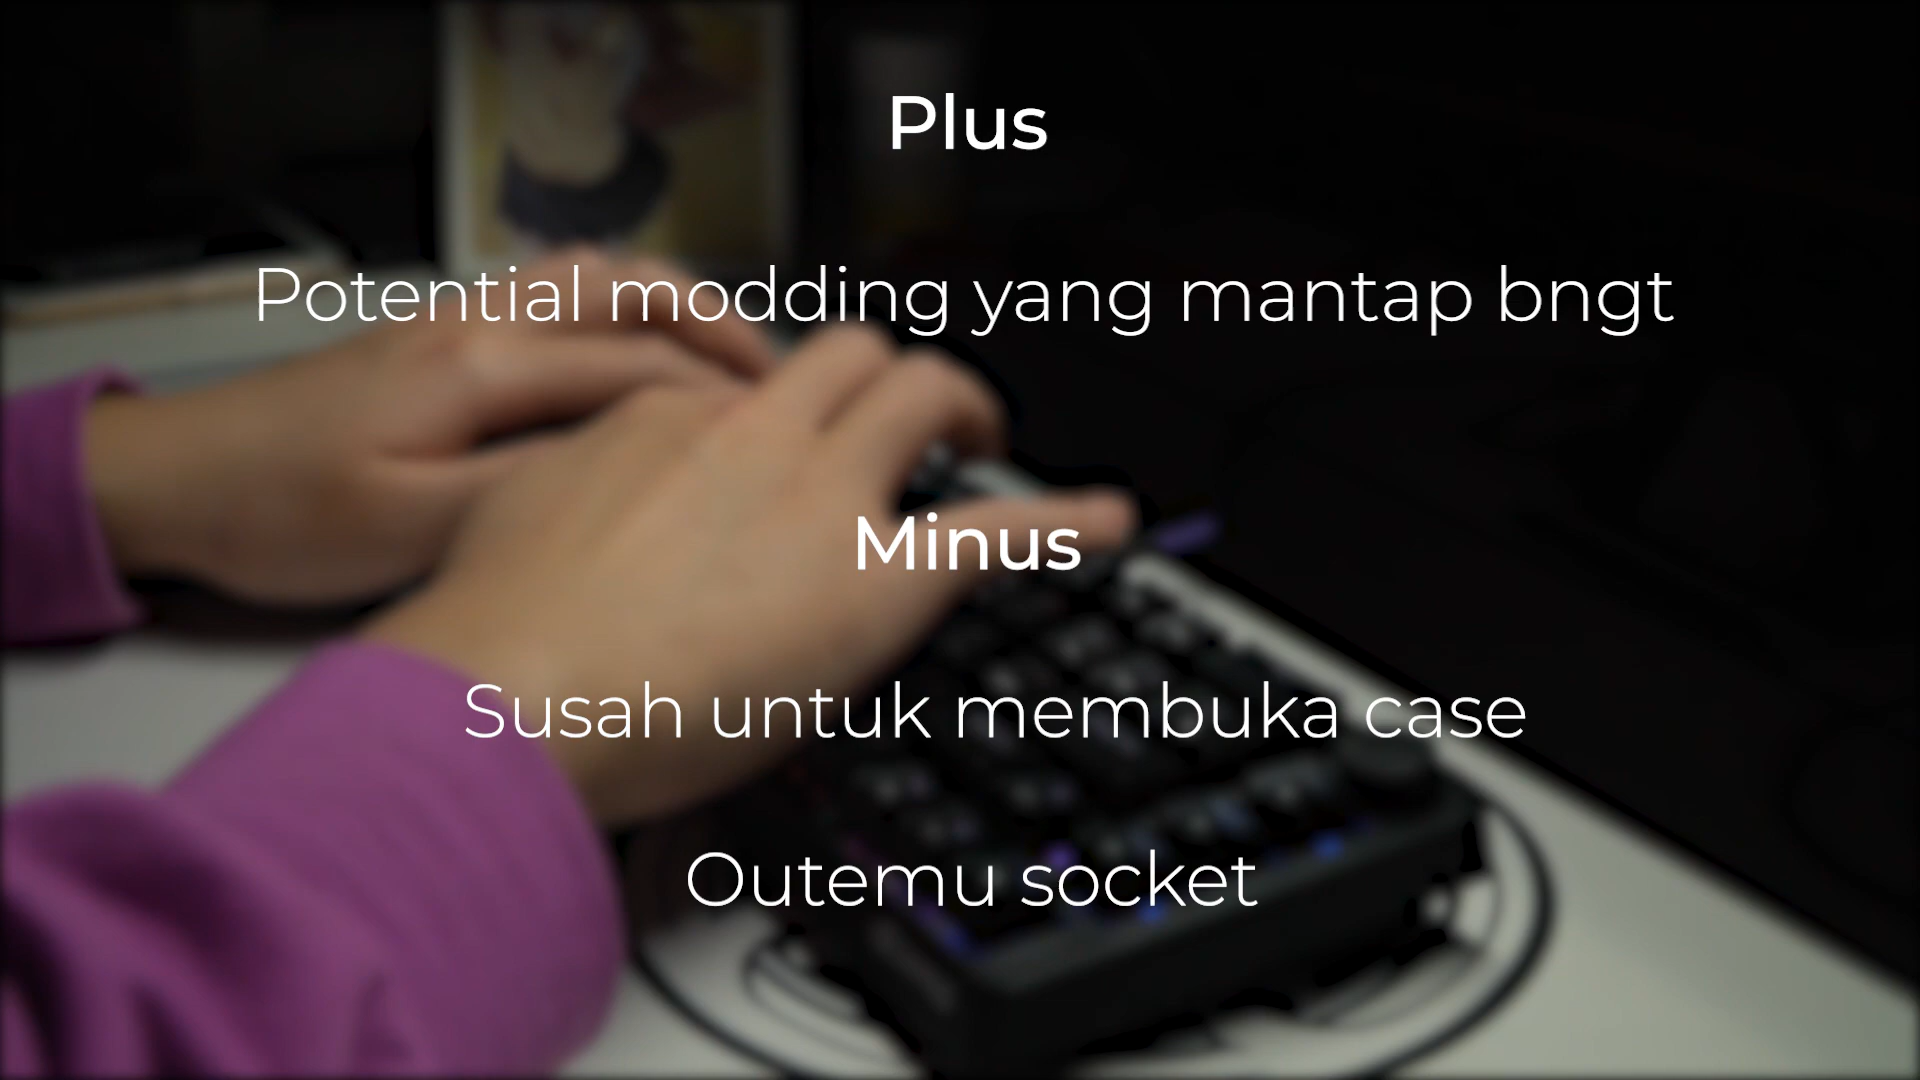 Plus
Potential modding yang mantap bngt
Minus
Susah untuk membuka case
Outemu socket